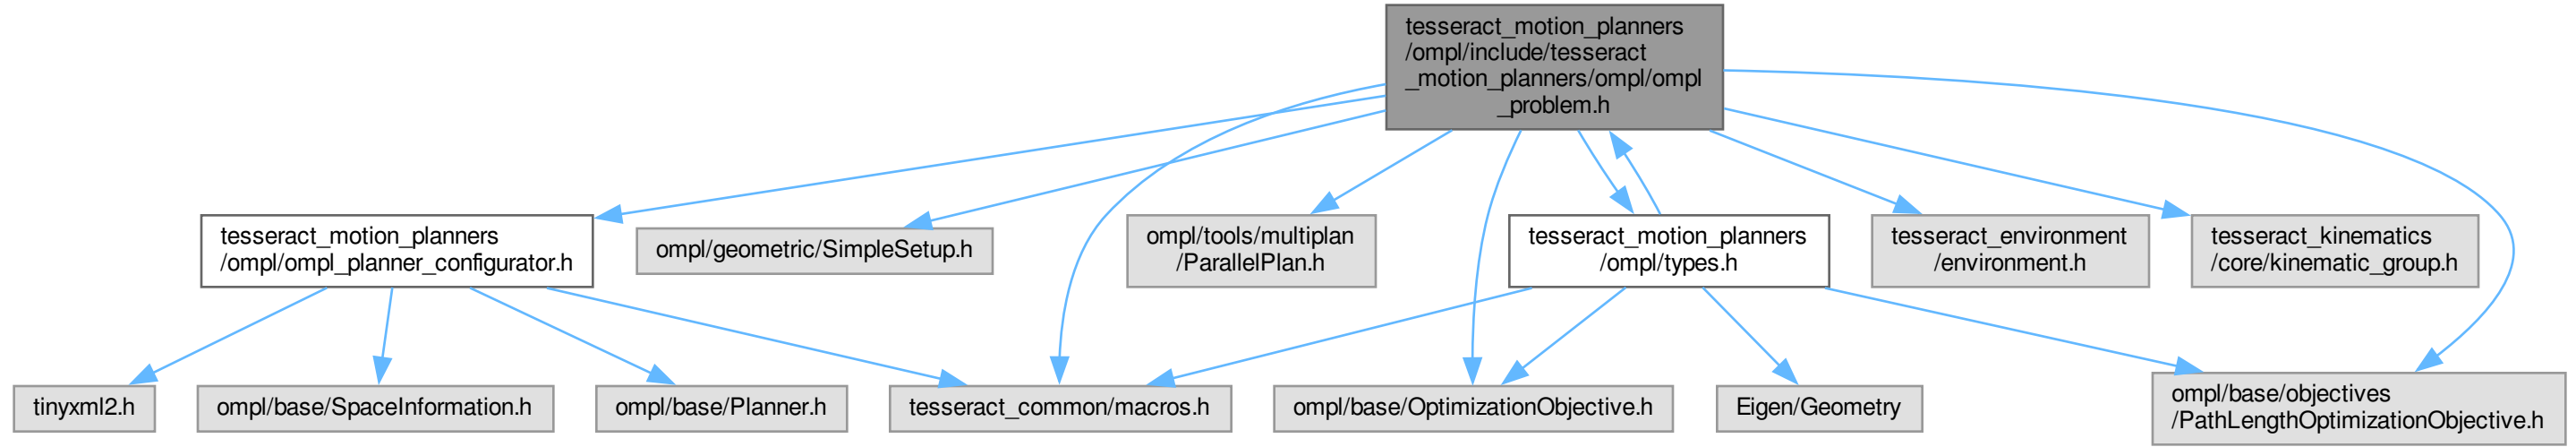 tesseract_motion_planners
/ompl/include/tesseract
_motion_planners/ompl/ompl
_problem.h
tesseract_motion_planners
/ompl/ompl_planner_configurator.h
ompl/geometric/SimpleSetup.h
ompl/tools/multiplan
/ParallelPlan.h
tesseract_motion_planners
/ompl/types.h
tesseract_environment
/environment.h
tesseract_kinematics
/core/kinematic_group.h
tinyxml2.h
ompl/base/SpaceInformation.h
ompl/base/Planner.h
tesseract_common/macros.h
ompl/base/OptimizationObjective.h
Eigen/Geometry
ompl/base/objectives
/PathLengthOptimizationObjective.h